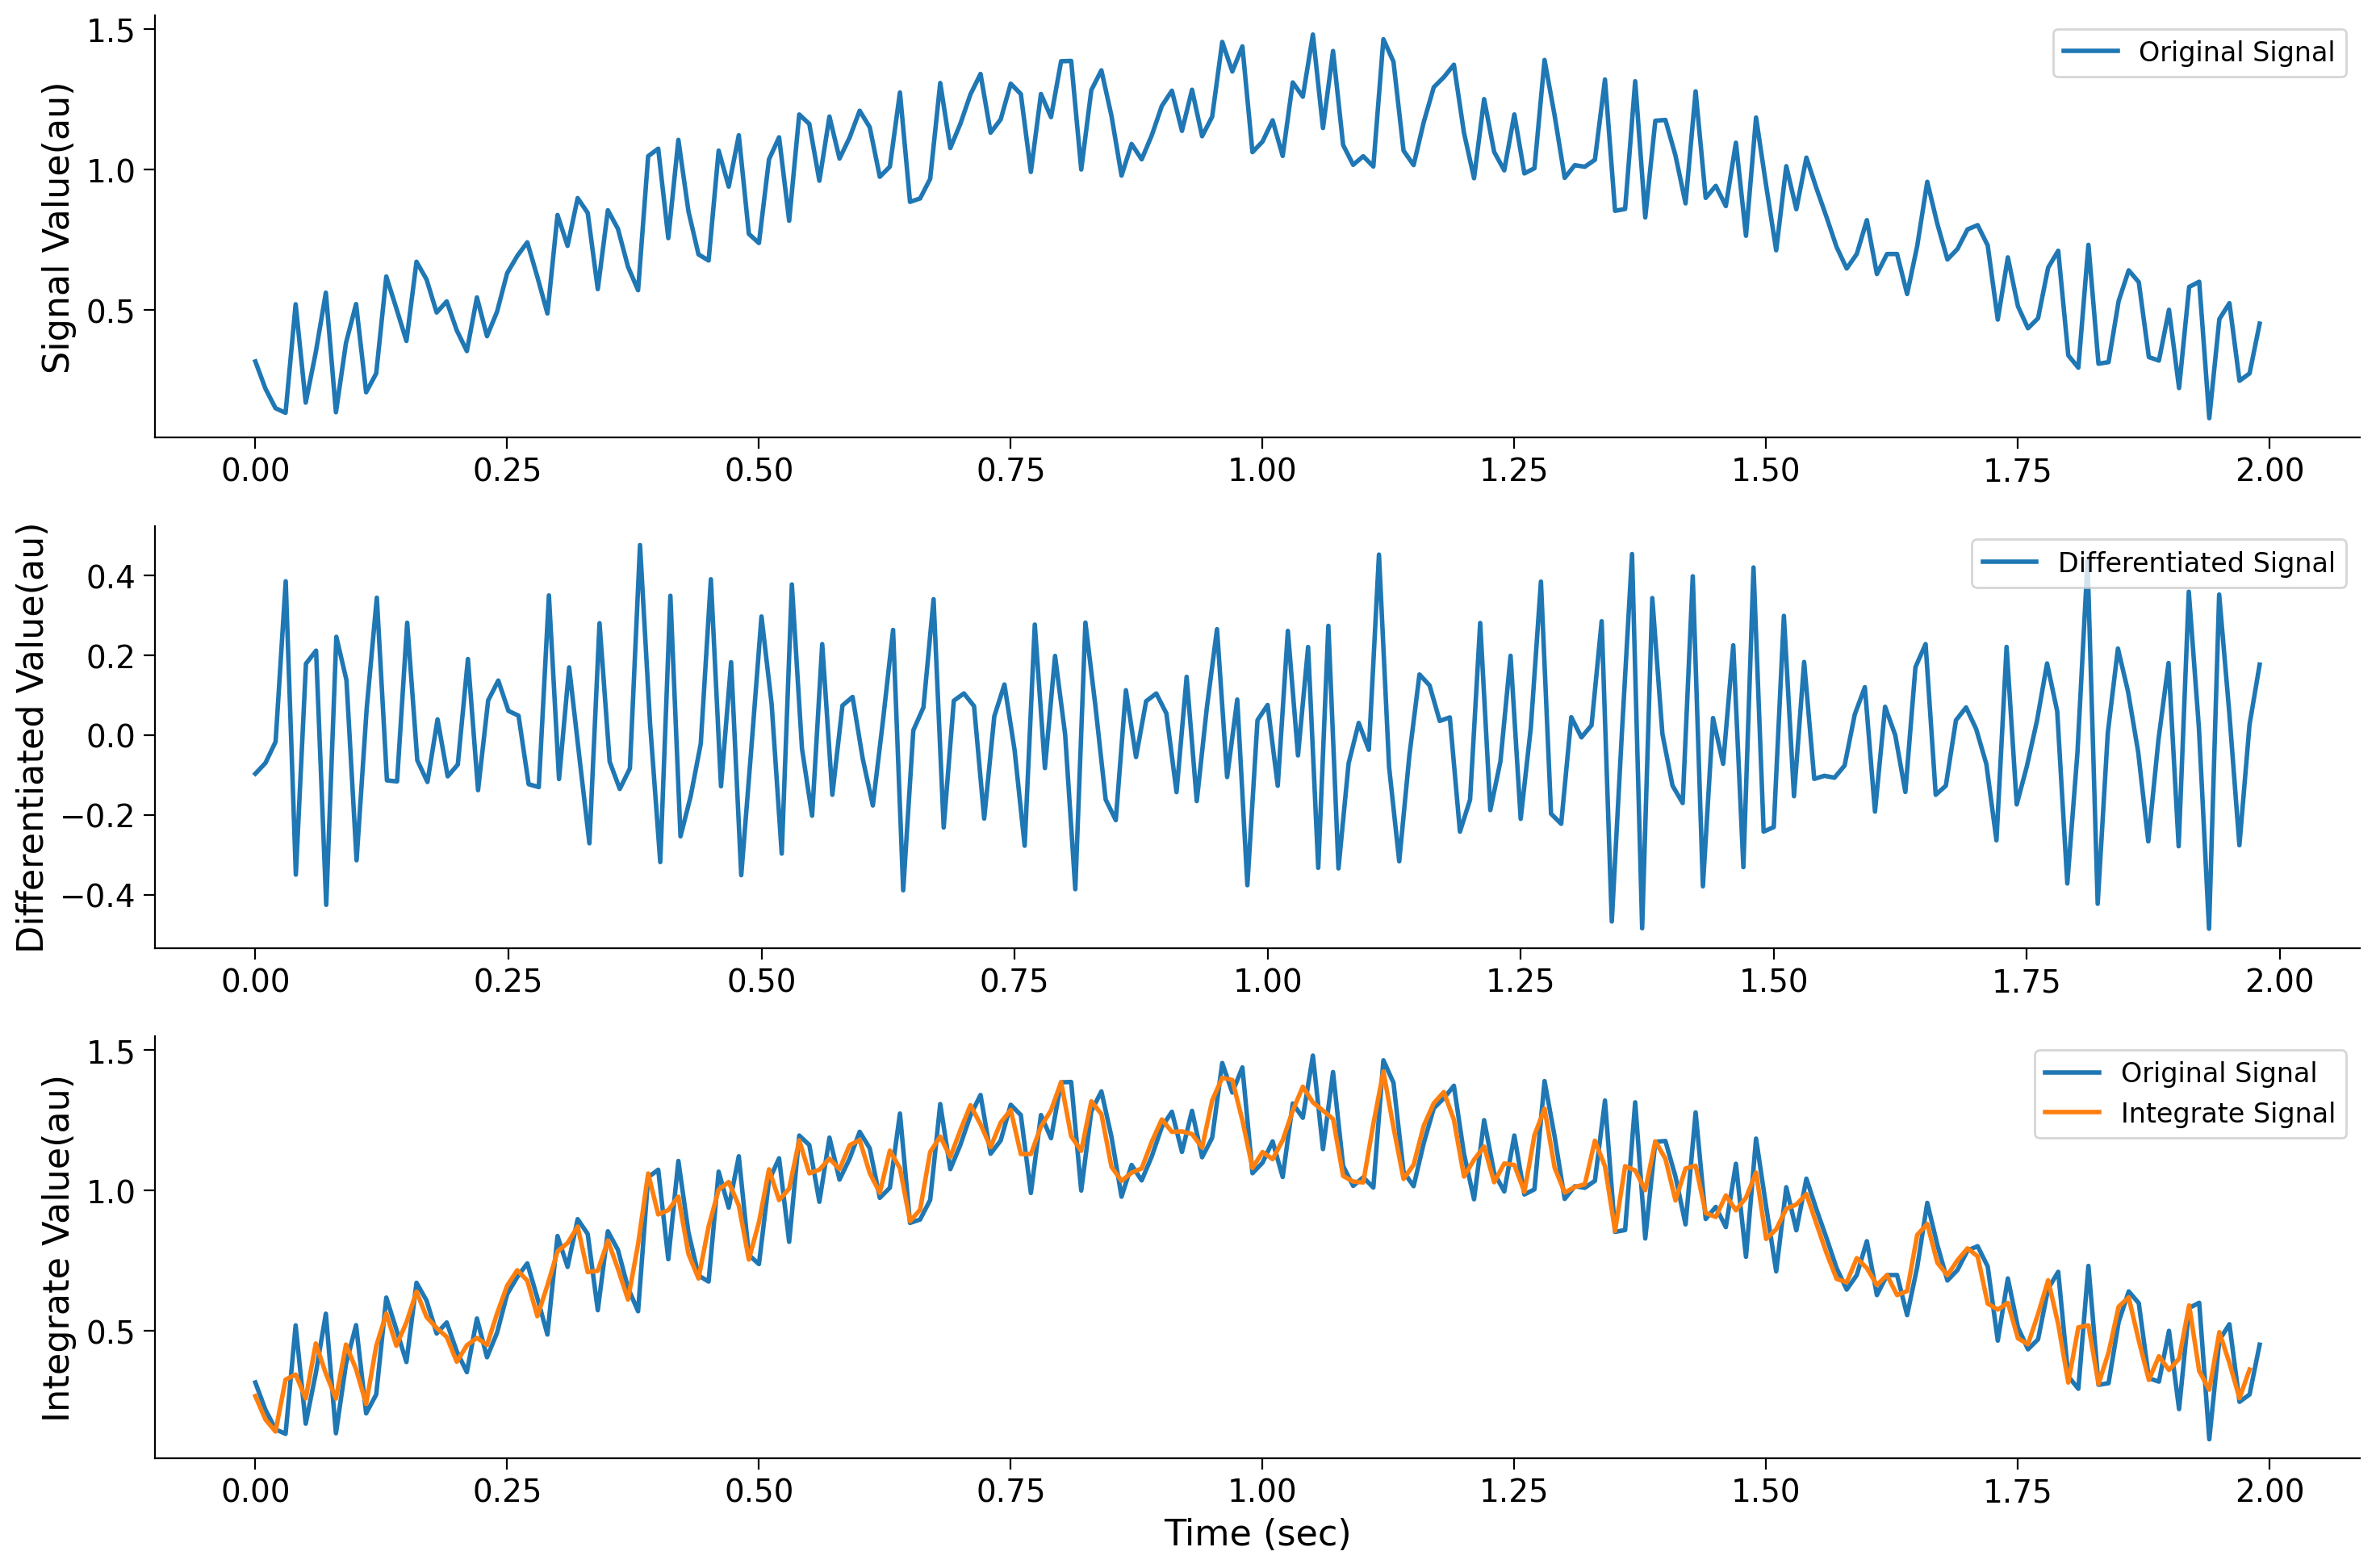 Signal Value(au)
1.5
1.0
0.5
Original Signal
0.00 0.25 0.50 0.75 1.00 1.25 1.50 1.75 2.00
Differentiated Value(au)
0.4
0.2
0.0
−0.2
−0.4
Differentiated Signal
0.00 0.25 0.50 0.75 1.00 1.25 1.50 1.75 2.00
Integrate Value(au)
1.5
1.0
0.5
Original Signal
Integrate Signal
0.00 0.25 0.50 0.75 1.00 1.25 1.50 1.75 2.00
Time (sec)